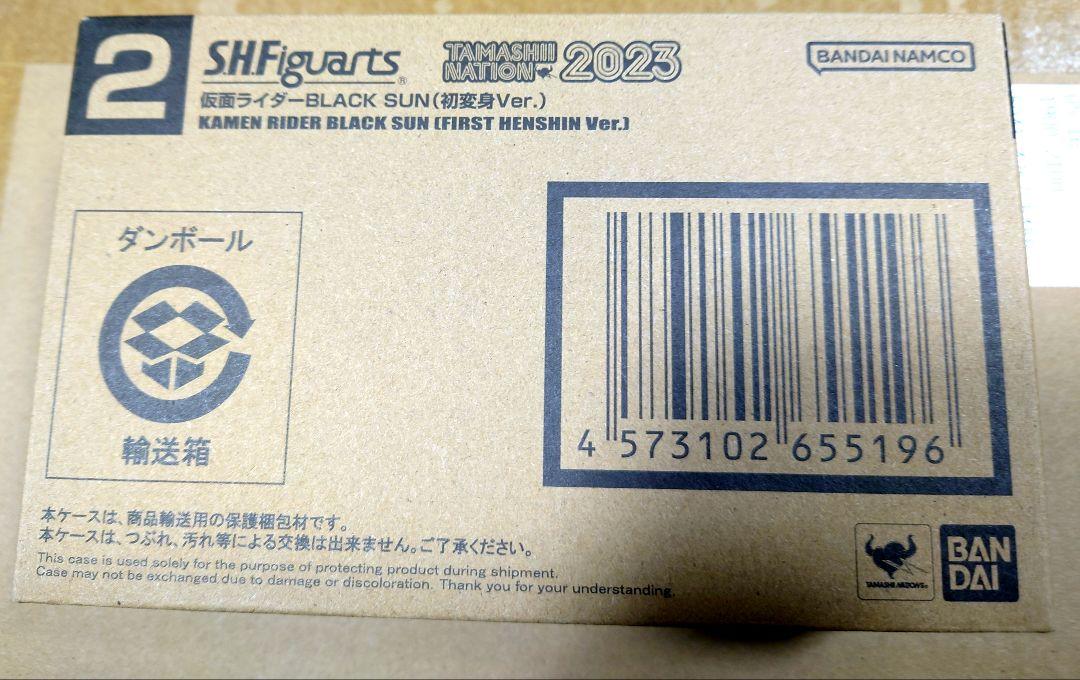 2
S.H.Figuarts®
TAMASHII NATION 2023
BANDAI NAMCO
仮面ライダーBLACK SUN(初変身Ver.)
KAMEN RIDER BLACK SUN (FIRST HENSHIN Ver.)
ダンボール
輸送箱
4 573102 655196
本ケースは、商品輸送用の保護梱包材です。
本ケースは、つぶれ、汚れ等による交換は出来ません。ご了承ください。
This case is used solely for the purpose of protecting product during shipment.
Case may not be exchanged due to damage or discoloration. Thank you for your understanding.
TAMASHII NATIONS®
BAN
DAI